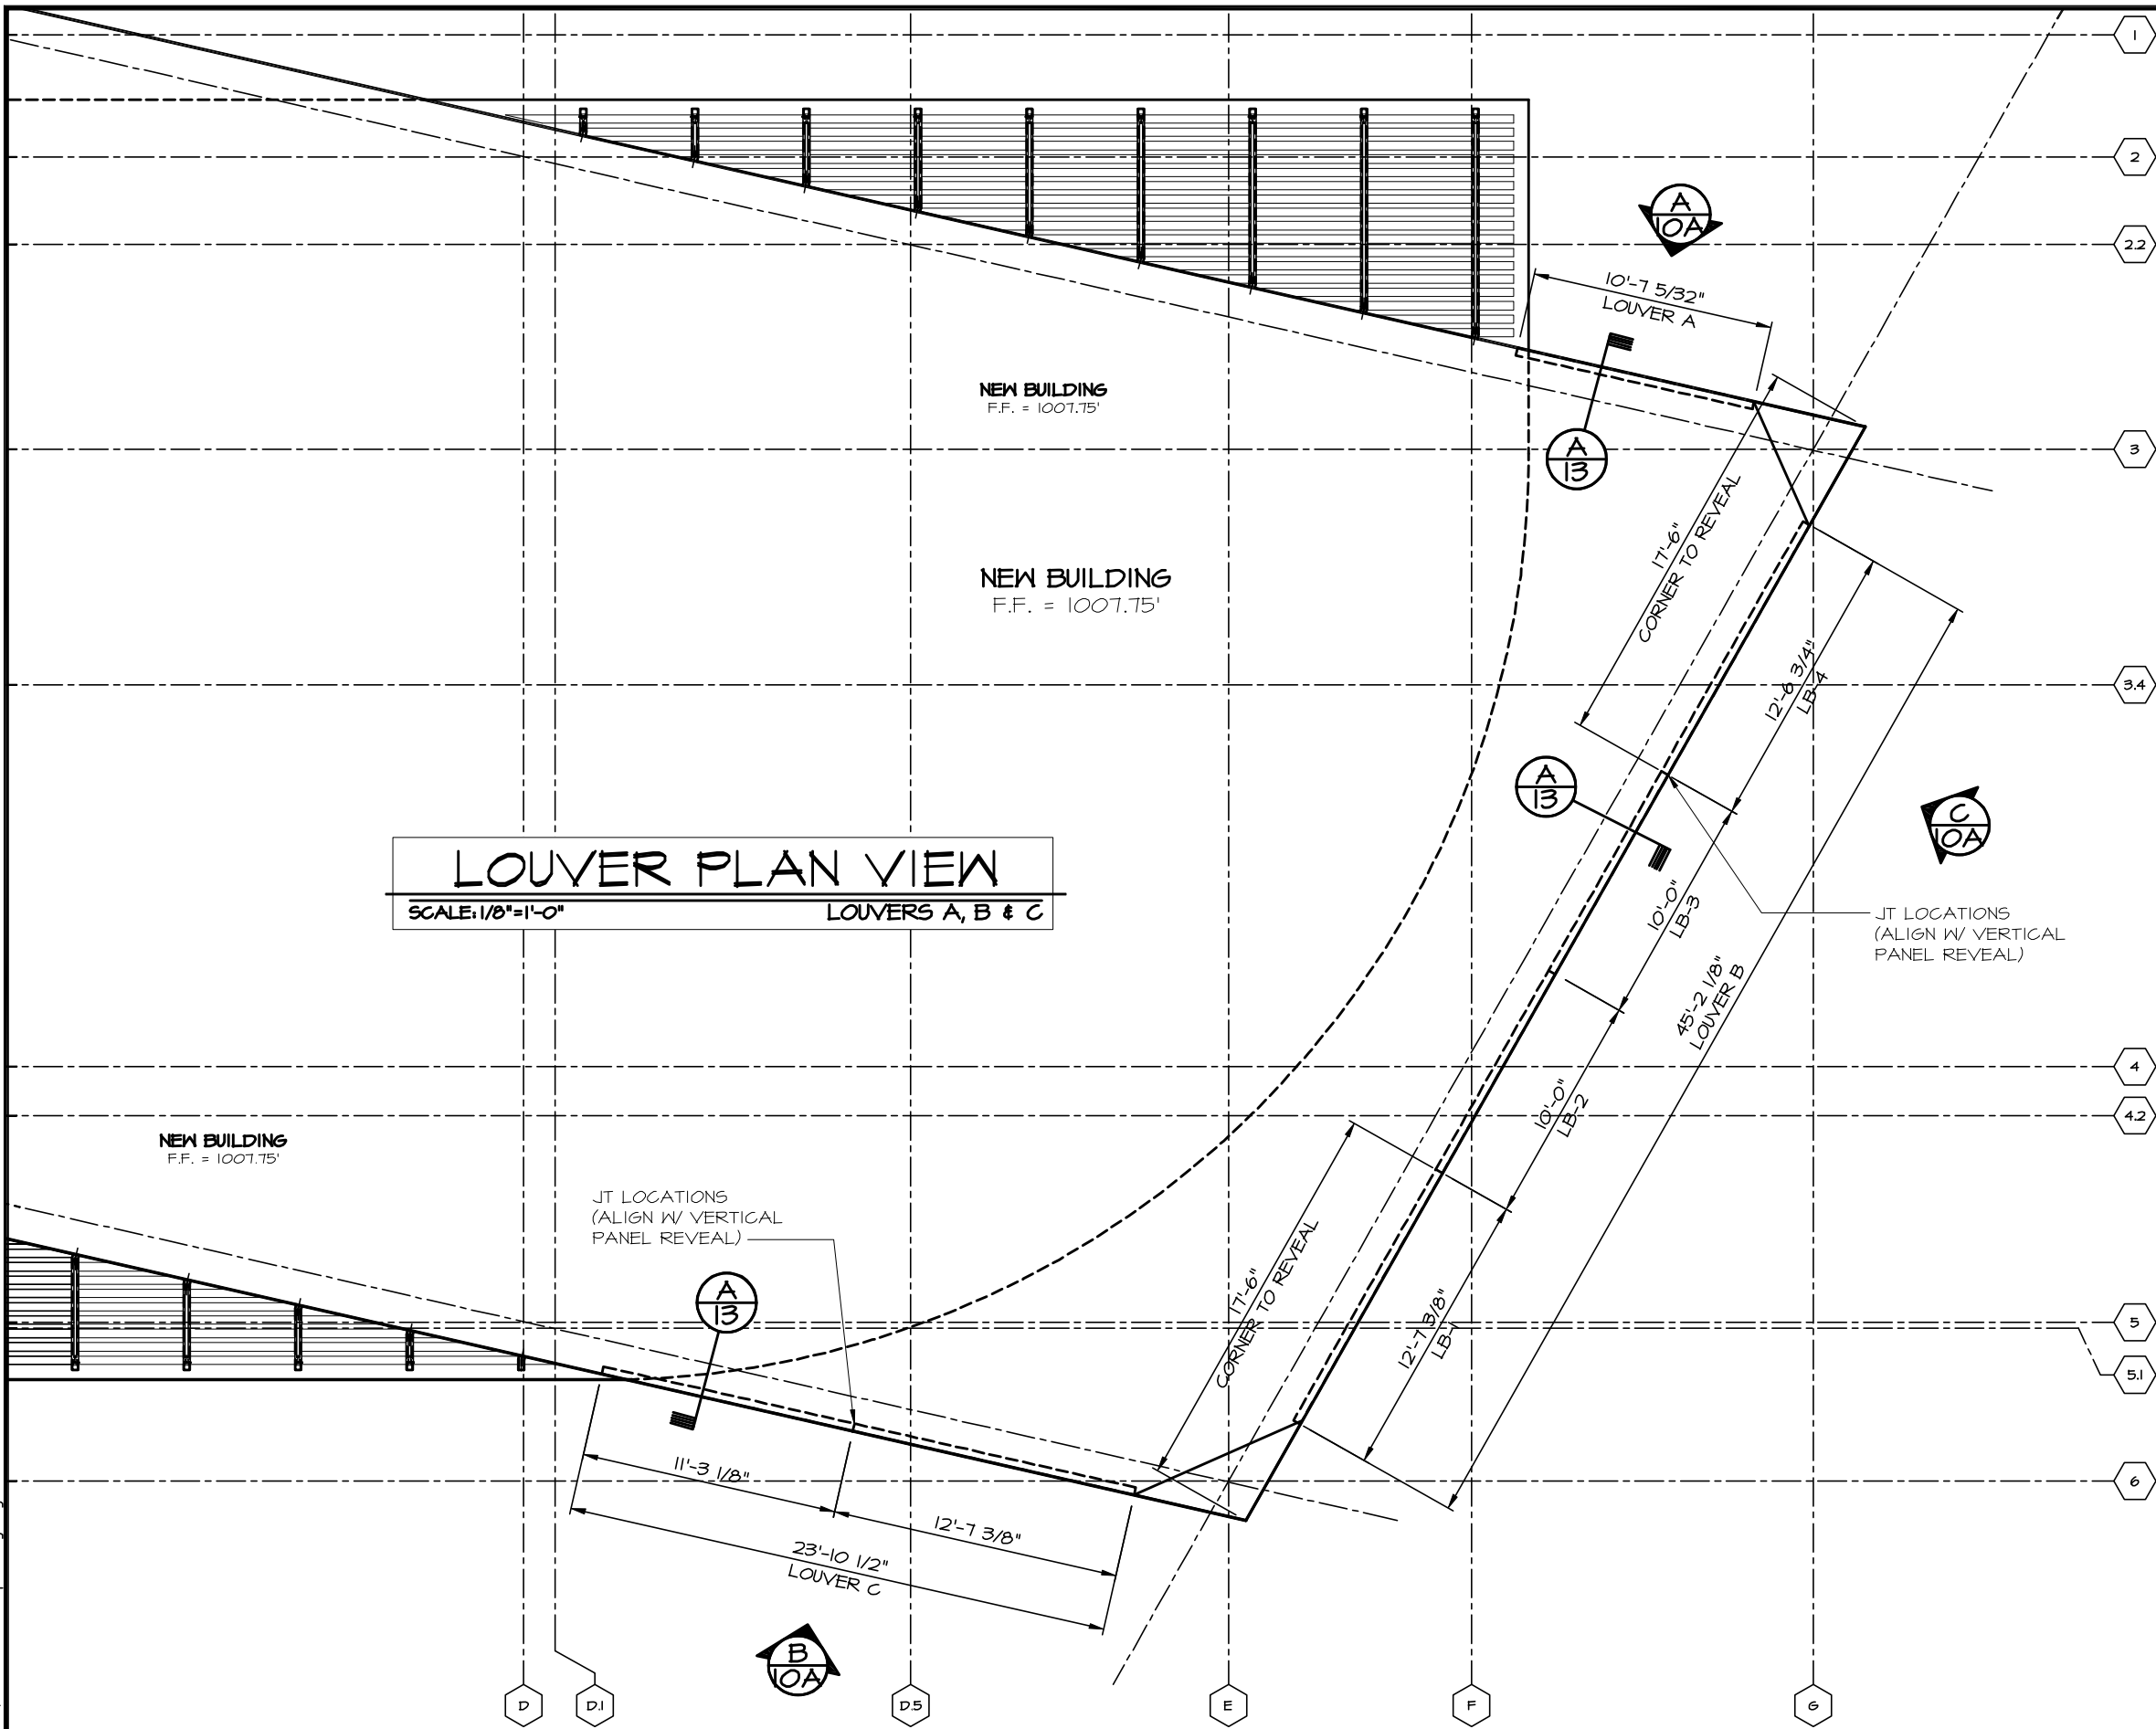 1
2
2.2
A
10A
10'-7 5/32"
LOUVER A
NEW BUILDING
F.F. = 1007.75'
A
13
3
17'-6"
CORNER TO REVEAL
NEW BUILDING
F.F. = 1007.75'
12'-6 3/4"
LB-4
3.4
A
13
C
10A
LOUVER PLAN VIEW
SCALE: 1/8"=1'-0"
LOUVERS A, B & C
10'-0"
LB-3
JT LOCATIONS
(ALIGN W/ VERTICAL
PANEL REVEAL)
45'-2 1/8"
LOUVER B
4
10'-0"
LB-2
4.2
NEW BUILDING
F.F. = 1007.75'
JT LOCATIONS
(ALIGN W/ VERTICAL
PANEL REVEAL)
A
13
17'-6"
CORNER TO REVEAL
12'-7 3/8"
LB-1
5
5.1
11'-3 1/8"
12'-7 3/8"
6
23'-10 1/2"
LOUVER C
B
10A
D
D.1
D.5
E
F
G